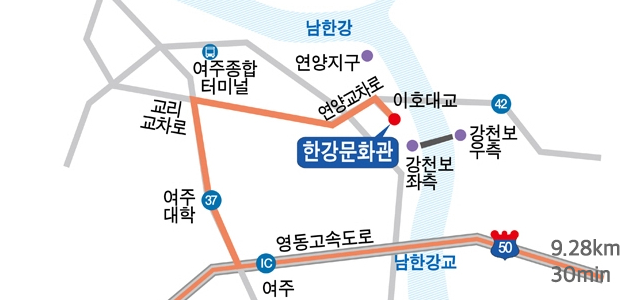 남한강
연양지구
여주종합
터미널
연양교차로
이호대교
42
교리
교차로
한강문화관
강천보
우측
강천보
좌측
여주
대학
37
영동고속도로
50
9.28km
30min
IC
여주
남한강교